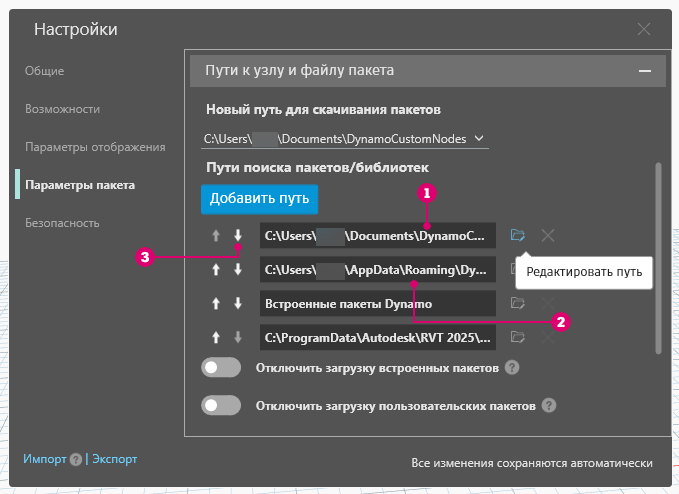 Настройки
Общие
Возможности
Параметры отображения
Параметры пакета
Безопасность
Пути к узлу и файлу пакета
Новый путь для скачивания пакетов
C:\Users\ \Documents\DynamoCustomNodes
Пути поиска пакетов/библиотек
Добавить путь
1
C:\Users\ \Documents\DynamoC...
3
C:\Users\ \AppData\Roaming\Dy...
Редактировать путь
Встроенные пакеты Dynamo
2
C:\ProgramData\Autodesk\RVT 2025\...
Отключить загрузку встроенных пакетов ?
Отключить загрузку пользовательских пакетов ?
Импорт ? | Экспорт
Все изменения сохраняются автоматически